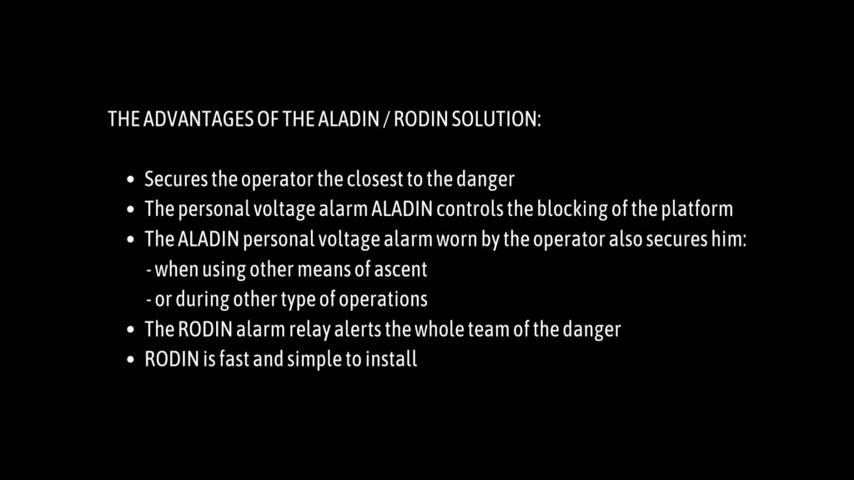 THE ADVANTAGES OF THE ALADIN / RODIN SOLUTION:
• Secures the operator the closest to the danger
• The personal voltage alarm ALADIN controls the blocking of the platform
• The ALADIN personal voltage alarm worn by the operator also secures him:
- when using other means of ascent
- or during other type of operations
• The RODIN alarm relay alerts the whole team of the danger
• RODIN is fast and simple to install